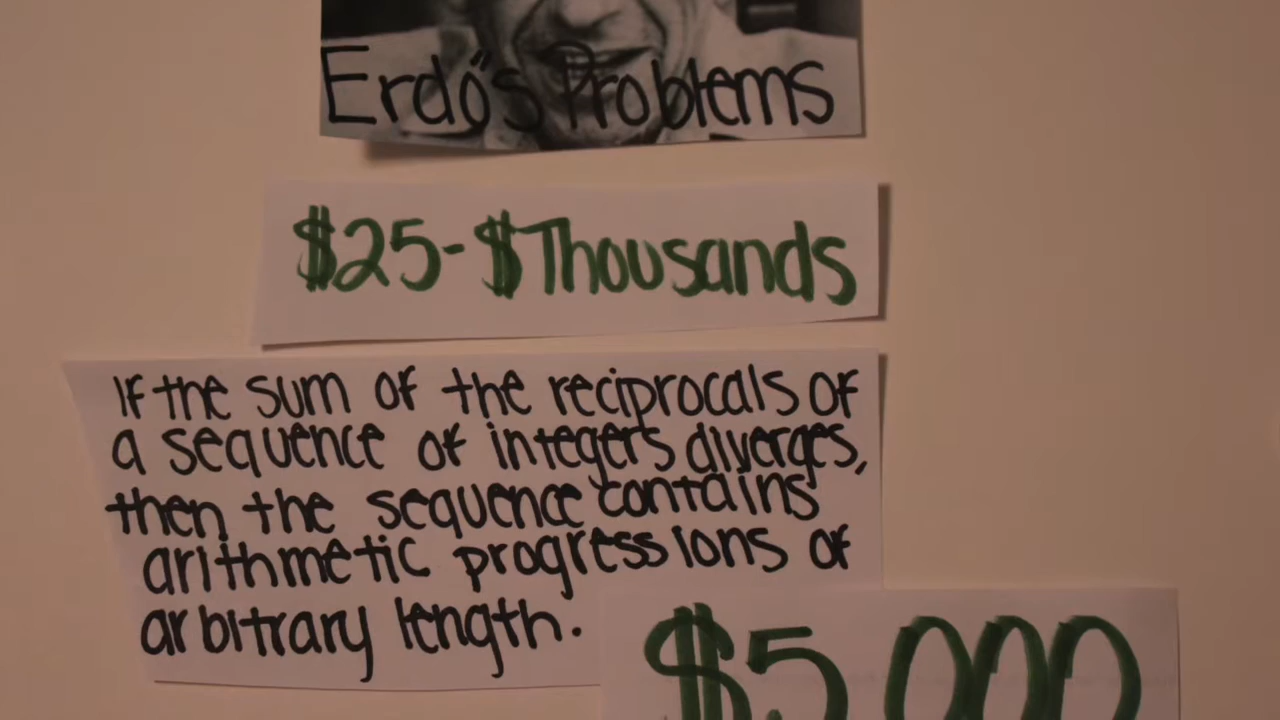 Erdő's Problems
$25-$Thousands
If the sum of the reciprocals of
a sequence of integers diverges,
then the sequence contains
arithmetic progressions of
arbitrary length.
$5,000